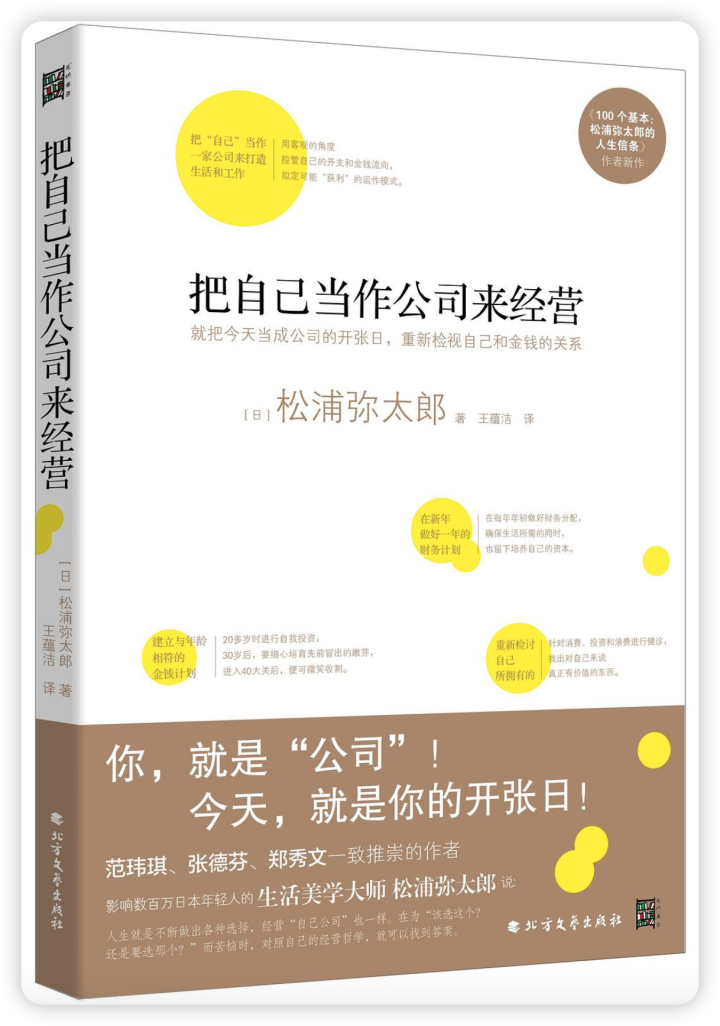 把自己当作公司来经营
[日]松浦弥太郎 著
王蕴洁 译
北方文艺出版社
把“自己”当作
一家公司来打造
生活和工作
用客观的角度
控管自己的开支和金钱流向，
拟定可能“获利”的运作模式。
《100 个基本：
松浦弥太郎的
人生信条》
作者新作
把自己当作公司来经营
就把今天当成公司的开张日，重新检视自己和金钱的关系
[日]松浦弥太郎 著 王蕴洁 译
在新年
做好一年的
财务计划
在每年年初做好财务分配，
确保生活所需的同时，
也留下培养自己的资本。
建立与年龄
相符的
金钱计划
20多岁时进行自我投资，
30岁后，要细心培育先前冒出的嫩芽，
进入40大关后，便可微笑收割。
重新检讨
自己
所拥有的
针对消费、投资和浪费进行健诊，
找出对自己来说
真正有价值的东西。
你，就是“公司”！
今天，就是你的开张日！
范玮琪、张德芬、郑秀文一致推崇的作者
影响数百万日本年轻人的 生活美学大师 松浦弥太郎 说：
人生就是不断做出各种选择，经营“自己公司”也一样。在为“该选这个？
还是要选那个？”而苦恼时，对照自己的经营哲学，就可以找到答案。
北方文艺出版社